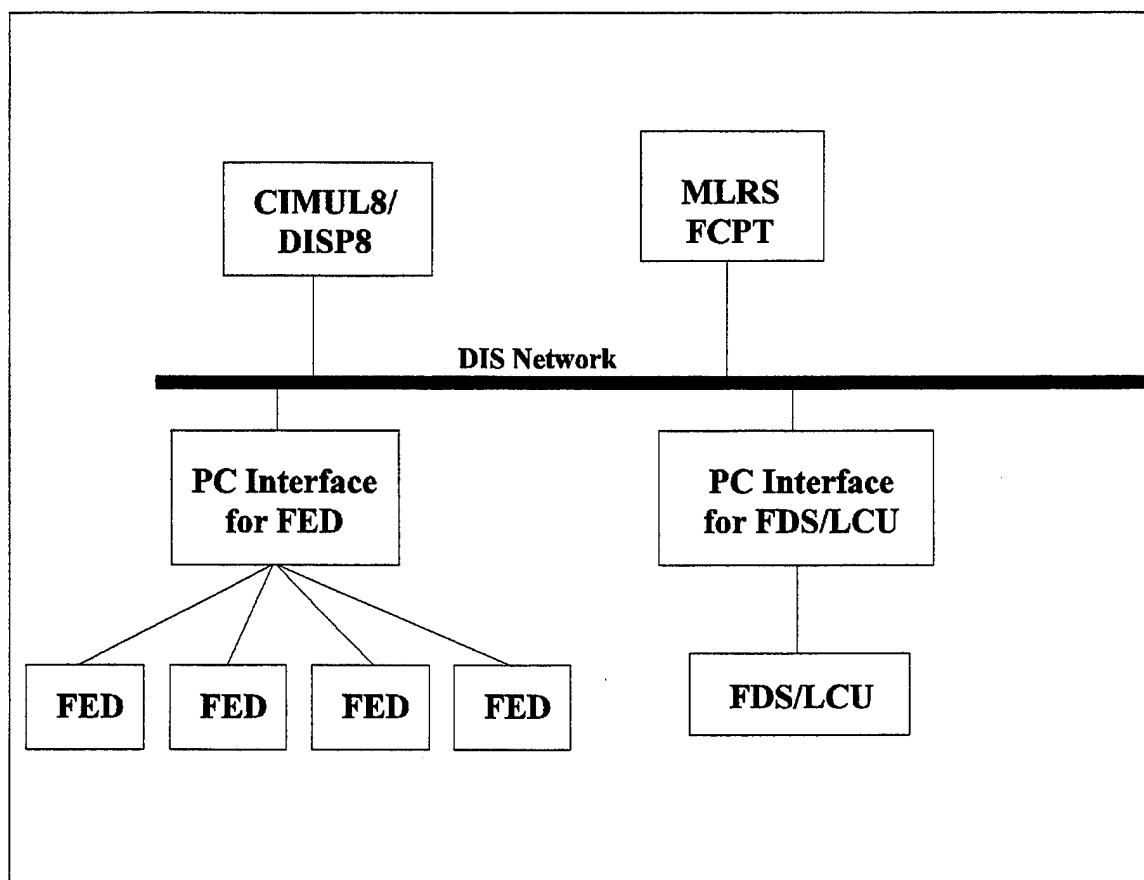 CIMUL8/
DISP8
MLRS
FCPT
DIS Network
PC Interface
for FED
PC Interface
for FDS/LCU
FED
FED
FED
FED
FDS/LCU